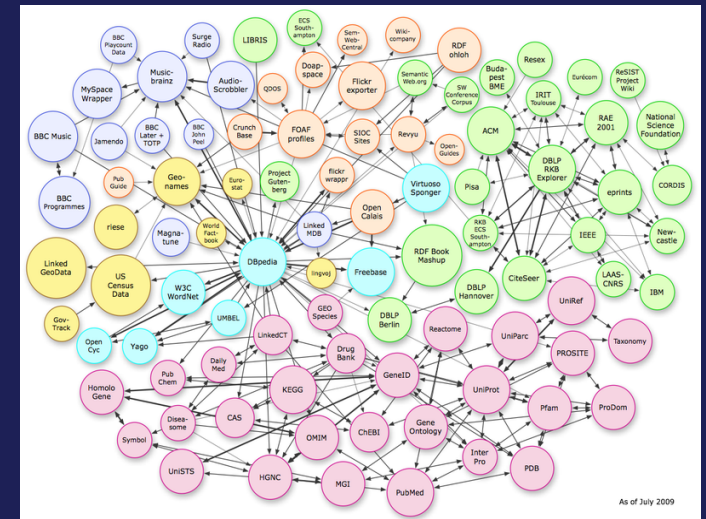 BBC
Playcount
Data
Surge
Radio
LIBRIS
ECS
South-
ampton
Sem-
Web-
Central
Wiki-
company
RDF
ohloh
Resex
MySpace
Wrapper
Music-
brainz
Audio-
Scrobbler
QDOS
Doap-
space
Flickr
exporter
Semantic
Web.org
SW
Conference
Corpus
Buda-
pest
BME
IRIT
Toulouse
Eurécom
ReSIST
Project
Wiki
BBC Music
Jamendo
BBC
Later +
TOTP
BBC
John
Peel
Crunch
Base
FOAF
profiles
SIOC
Sites
Revyu
Open-
Guides
ACM
RAE
2001
National
Science
Foundation
BBC
Programmes
Pub
Guide
Geo-
names
Euro-
stat
Project
Guten-
berg
flickr
wrappr
Virtuoso
Sponger
Pisa
DBLP
RKB
Explorer
eprints
CORDIS
riese
Magna-
tune
World
Fact-
book
Linked
MDB
Open
Calais
RKB
ECS
South-
ampton
IEEE
New-
castle
Linked
GeoData
US
Census
Data
DBpedia
lingvoj
Freebase
RDF Book
Mashup
CiteSeer
LAAS-
CNRS
IBM
Gov-
Track
W3C
WordNet
UMBEL
DBLP
Hannover
Open
Cyc
Yago
LinkedCT
GEO
Species
DBLP
Berlin
Reactome
UniParc
UniRef
Taxonomy
Homolo
Gene
Pub
Chem
Daily
Med
Drug
Bank
GeneID
PROSITE
KEGG
UniProt
Symbol
Disea-
some
CAS
ChEBI
Gene
Ontology
Pfam
ProDom
OMIM
Inter
Pro
UniSTS
HGNC
MGI
PubMed
PDB
As of July 2009